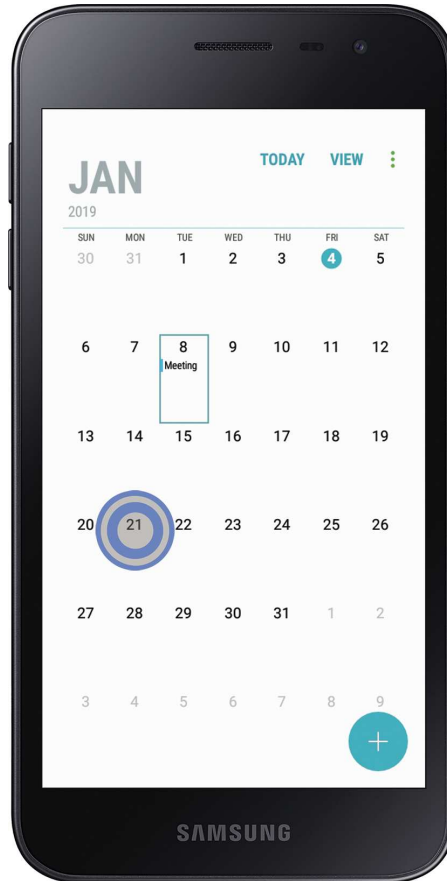 TODAY VIEW
JAN
2019
SUN MON TUE WED THU FRI SAT
30 31 1 2 3 4 5
6 7 8 9 10 11 12
Meeting
13 14 15 16 17 18 19
20 21 22 23 24 25 26
27 28 29 30 31 1 2
3 4 5 6 7 8 9
SAMSUNG